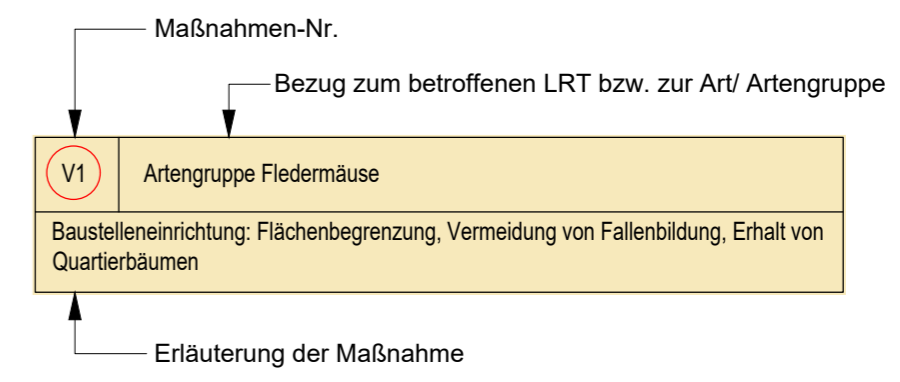 Maßnahmen-Nr.
Bezug zum betroffenen LRT bzw. zur Art/ Artengruppe
V1 Artengruppe Fledermäuse
Baustelleneinrichtung: Flächenbegrenzung, Vermeidung von Fallenbildung, Erhalt von
Quartierbäumen
Erläuterung der Maßnahme